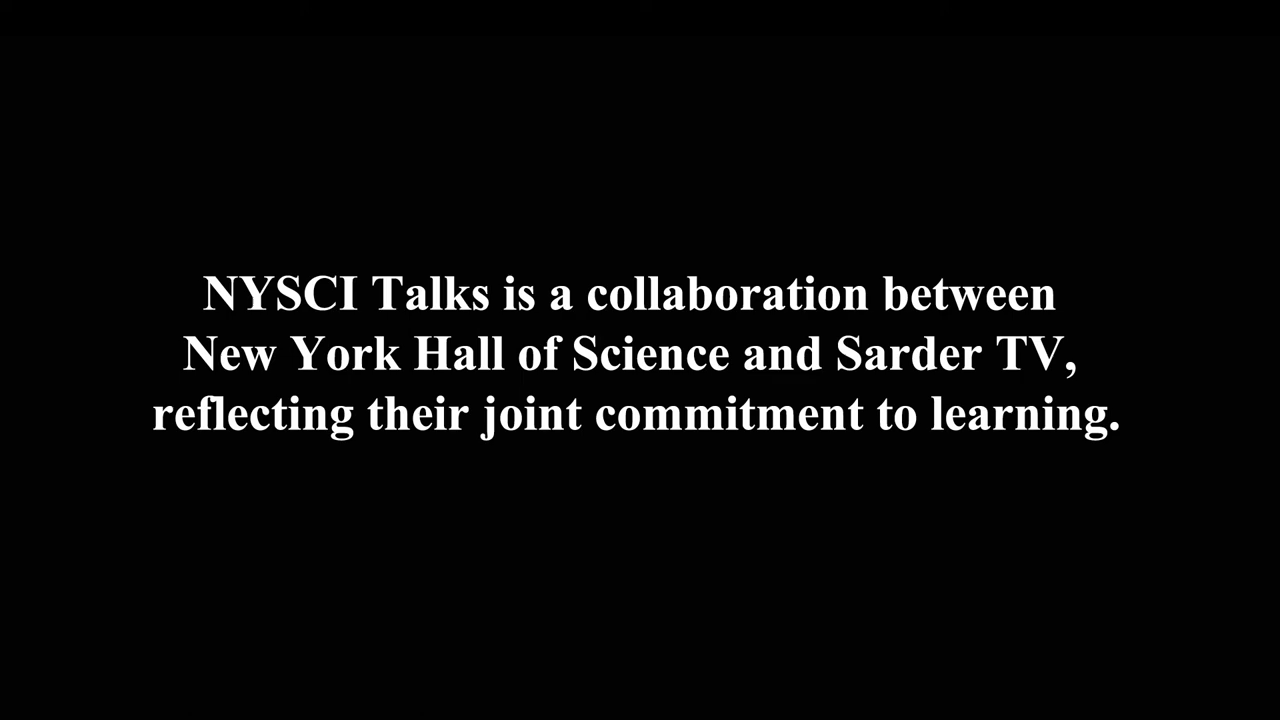 NYSCI Talks is a collaboration between
New York Hall of Science and Sarder TV,
reflecting their joint commitment to learning.